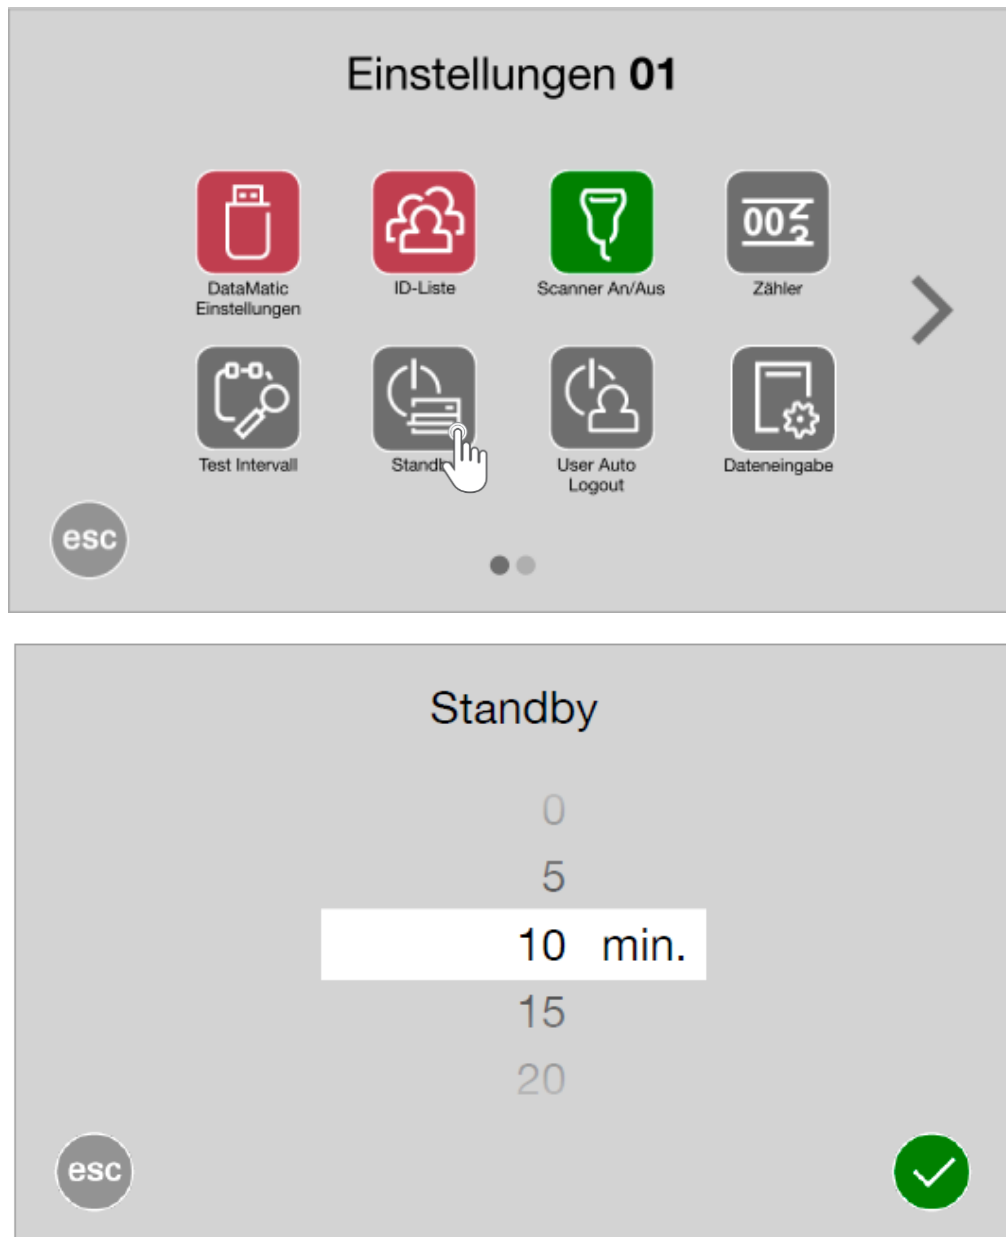 Einstellungen 01
DataMatic
Einstellungen
ID-Liste
Scanner An/Aus
002
Zähler
Test Intervall
User Auto
Logout
Dateneingabe
esc
Standby
0
5
10 min.
15
20
esc